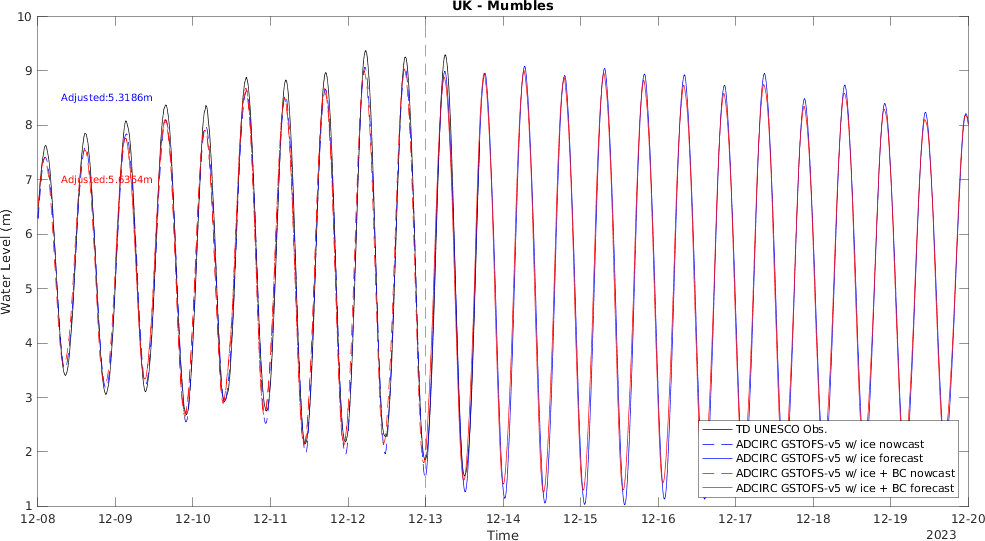 UK - Mumbles
10
9
8
7
6
5
4
3
2
1
Water Level (m)
Adjusted:5.3186m
Adjusted:5.6364m
TD UNESCO Obs.
ADCIRC GSTOFS-v5 w/ ice nowcast
ADCIRC GSTOFS-v5 w/ ice forecast
ADCIRC GSTOFS-v5 w/ ice + BC nowcast
ADCIRC GSTOFS-v5 w/ ice + BC forecast
12-08 12-09 12-10 12-11 12-12 12-13 12-14 12-15 12-16 12-17 12-18 12-19 12-20
Time
2023